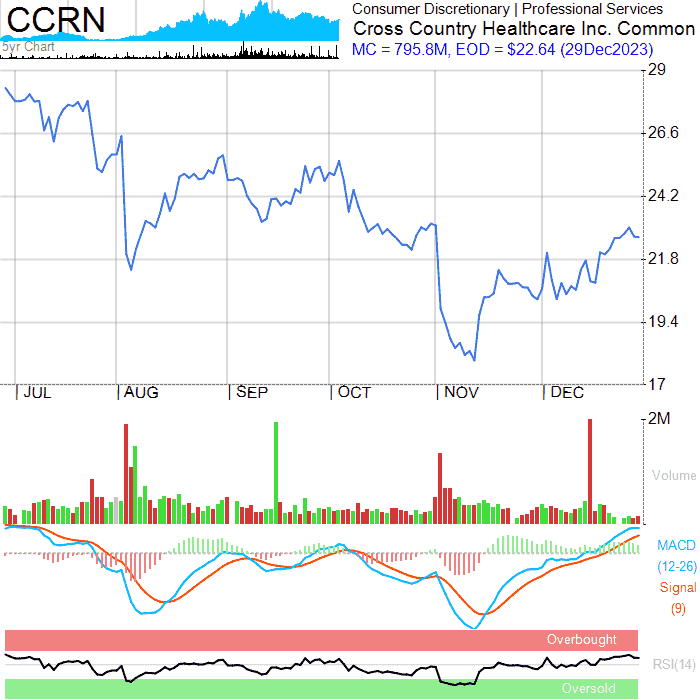 CCRN
5yr Chart
Consumer Discretionary | Professional Services
Cross Country Healthcare Inc. Common
MC = 795.8M, EOD = $22.64 (29Dec2023)
29
26.6
24.2
21.8
19.4
17
JUL AUG SEP OCT NOV DEC
2M
Volume
MACD
(12-26)
Signal
(9)
Overbought
RSI(14)
Oversold